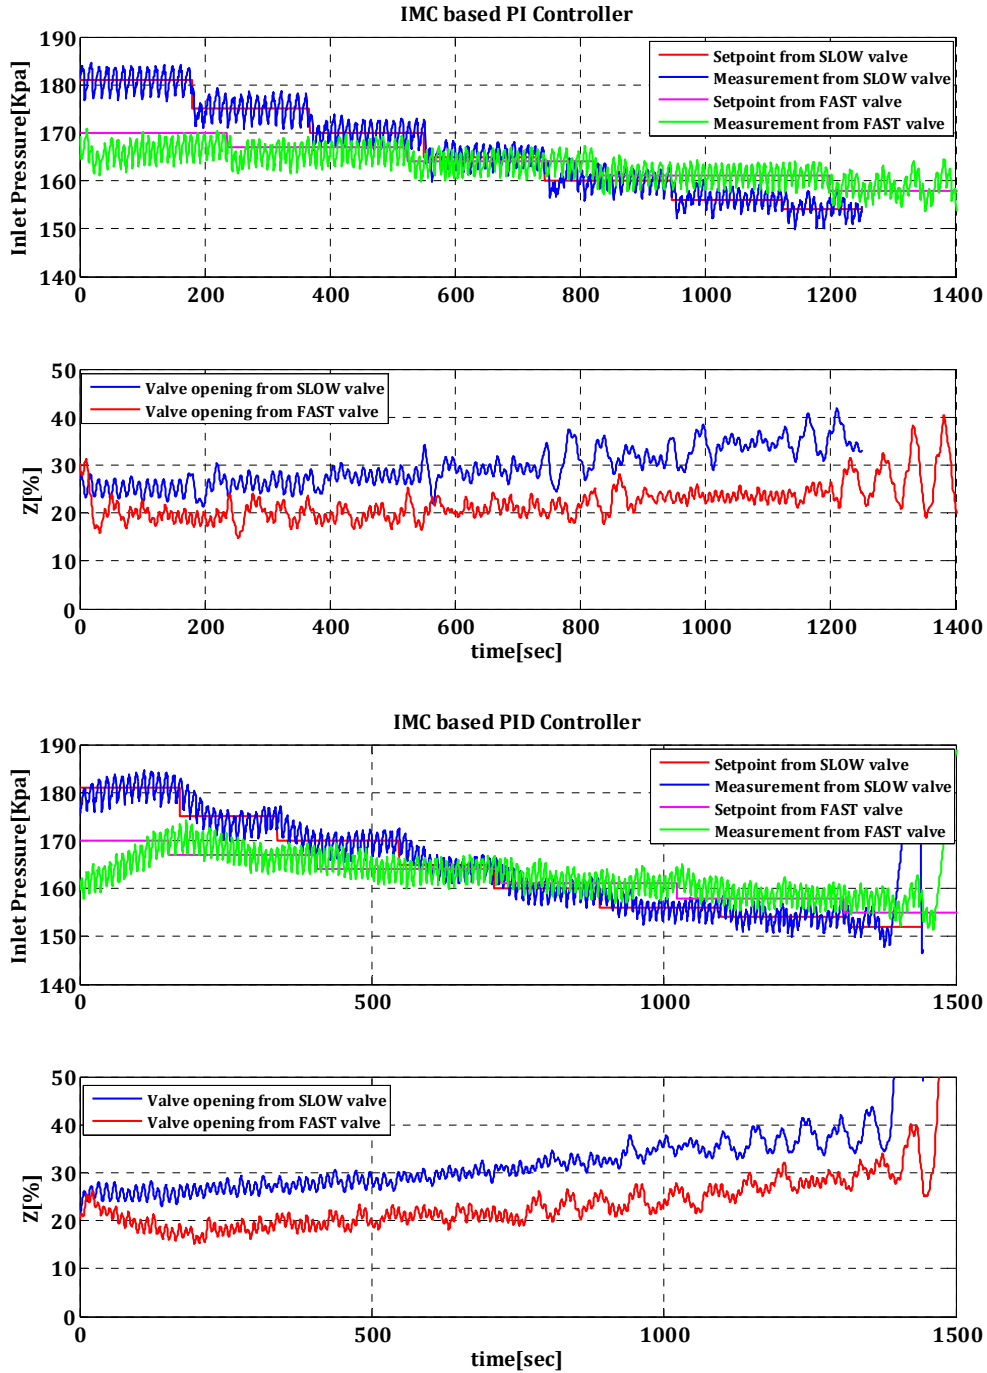 IMC based PI Controller
Inlet Pressure[Kpa]
190
180
170
160
150
140
Setpoint from SLOW valve
Measurement from SLOW valve
Setpoint from FAST valve
Measurement from FAST valve
0 200 400 600 800 1000 1200 1400
Z[%]
50
40
30
20
10
0
Valve opening from SLOW valve
Valve opening from FAST valve
0 200 400 600 800 1000 1200 1400
time[sec]
IMC based PID Controller
Inlet Pressure[Kpa]
190
180
170
160
150
140
Setpoint from SLOW valve
Measurement from SLOW valve
Setpoint from FAST valve
Measurement from FAST valve
0 500 1000 1500
Z[%]
50
40
30
20
10
0
Valve opening from SLOW valve
Valve opening from FAST valve
0 500 1000 1500
time[sec]